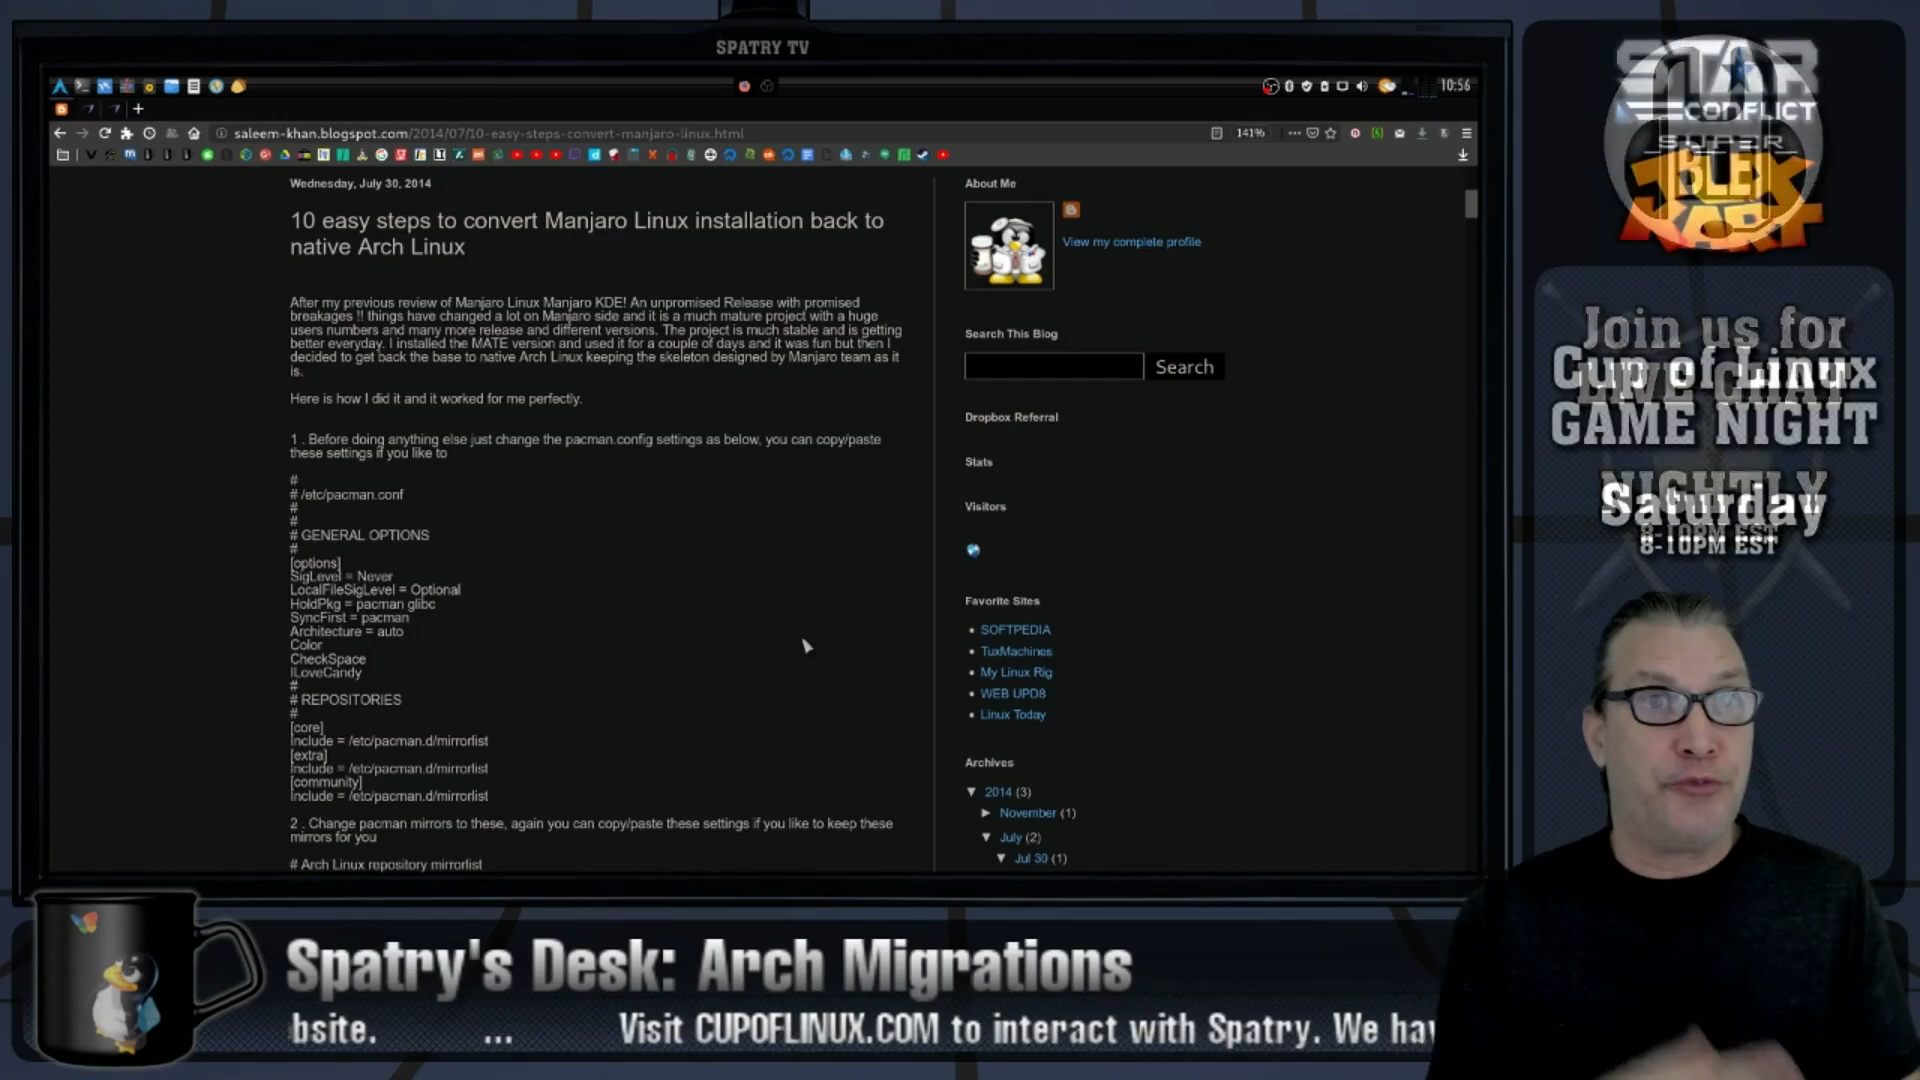 SPATRY TV
10:56
saleem-khan.blogspot.com/2014/07/10-easy-steps-convert-manjaro-linux.html
141%
Wednesday, July 30, 2014
10 easy steps to convert Manjaro Linux installation back to
native Arch Linux
After my previous review of Manjaro Linux Manjaro KDE! An unpromised Release with promised
breakages !! things have changed a lot on Manjaro side and it is a much mature project with a huge
users numbers and many more release and different versions. The project is much stable and is getting
better everyday. I installed the MATE version and used it for a couple of days and it was fun but then I
decided to get back the base to native Arch Linux keeping the skeleton designed by Manjaro team as it
is.
Here is how I did it and it worked for me perfectly.
1 . Before doing anything else just change the pacman.config settings as below, you can copy/paste
these settings if you like to
#
# /etc/pacman.conf
#
#
# GENERAL OPTIONS
#
[options]
SigLevel = Never
LocalFileSigLevel = Optional
HoldPkg = pacman glibc
SyncFirst = pacman
Architecture = auto
Color
CheckSpace
ILoveCandy
#
# REPOSITORIES
#
[core]
Include = /etc/pacman.d/mirrorlist
[extra]
Include = /etc/pacman.d/mirrorlist
[community]
Include = /etc/pacman.d/mirrorlist
2 . Change pacman mirrors to these, again you can copy/paste these settings if you like to keep these
mirrors for you
# Arch Linux repository mirrorlist
About Me
View my complete profile
Search This Blog
Search
Dropbox Referral
Stats
Visitors
Favorite Sites
SOFTPEDIA
TuxMachines
My Linux Rig
WEB UPD8
Linux Today
Archives
2014 (3)
November (1)
July (2)
Jul 30 (1)
STAR
CONFLICT
SUPER
Join us for
Cup of Linux
LIVE CHAT
GAME NIGHT
NIGHTLY
Saturday
8-10PM EST
Spatry's Desk: Arch Migrations
bsite. ... Visit CUPOFLINUX.COM to interact with Spatry. We hav